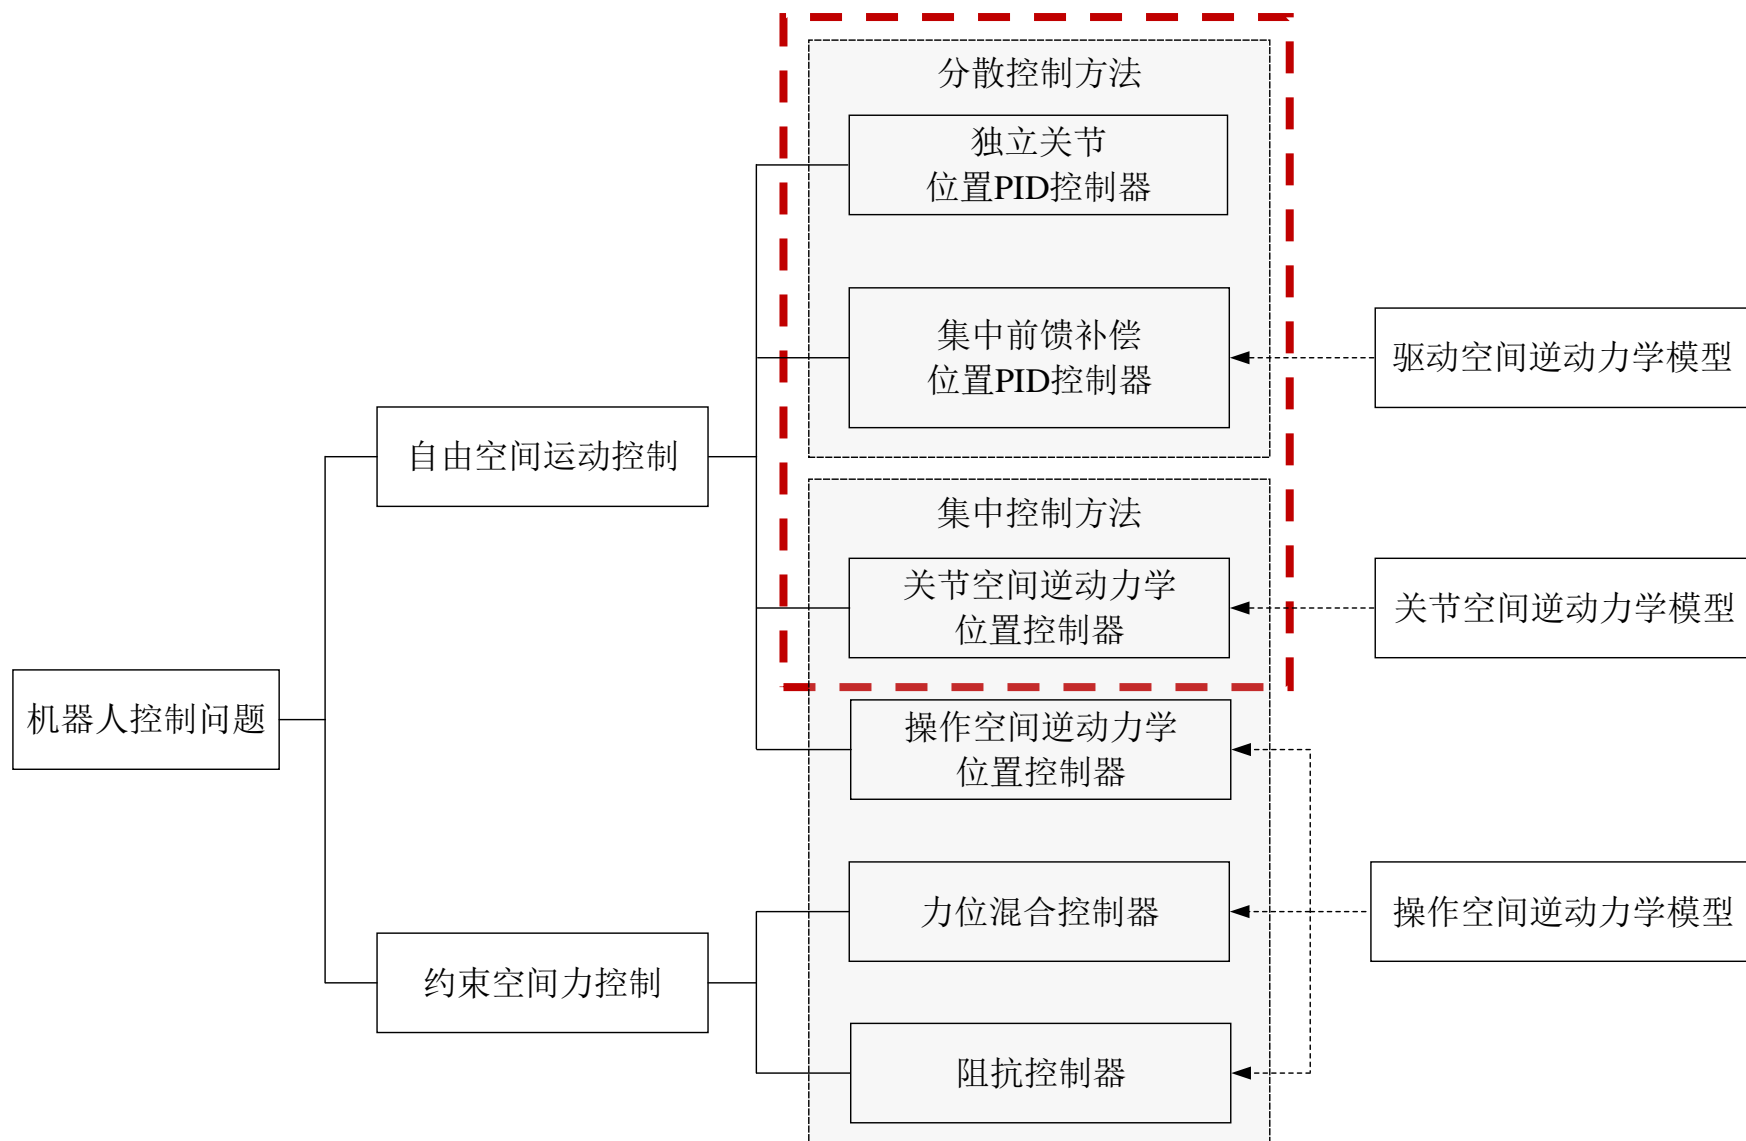 分散控制方法
独立关节
位置PID控制器
集中前馈补偿
位置PID控制器
驱动空间逆动力学模型
自由空间运动控制
集中控制方法
关节空间逆动力学
位置控制器
关节空间逆动力学模型
机器人控制问题
操作空间逆动力学
位置控制器
力位混合控制器
操作空间逆动力学模型
约束空间力控制
阻抗控制器